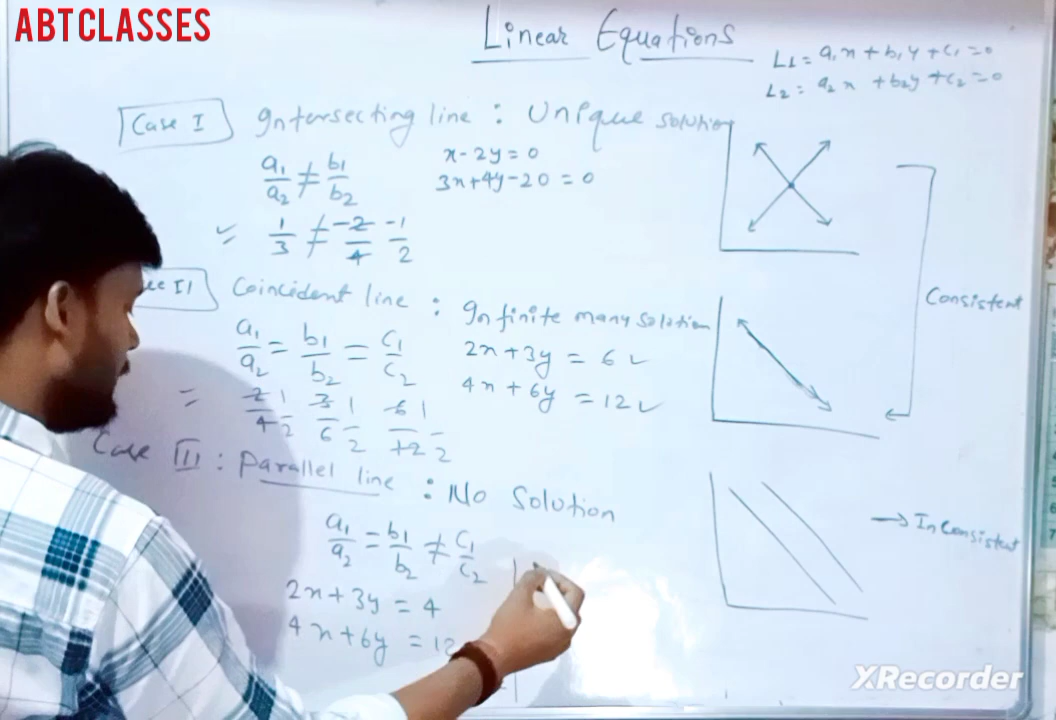 ABT CLASSES
Linear Equations
L1 = a1x + b1y + c1 = 0
L2 = a2x + b2y + c2 = 0
Case I Intersecting line : Unique solution
a1/a2 ≠ b1/b2
x - 2y = 0
3x + 4y - 20 = 0
1/3 ≠ -2/4 -1/2
II Coincident line : Infinite many solution
a1/a2 = b1/b2 = c1/c2
2x + 3y = 6 ✓
4x + 6y = 12 ✓
= 2/4 1/2 3/6 1/2 6/12 1/2
Consistent
Case III : Parallel line : No Solution
a1/a2 = b1/b2 ≠ c1/c2
2x + 3y = 4
4x + 6y = 12
→ InConsistent
XRecorder